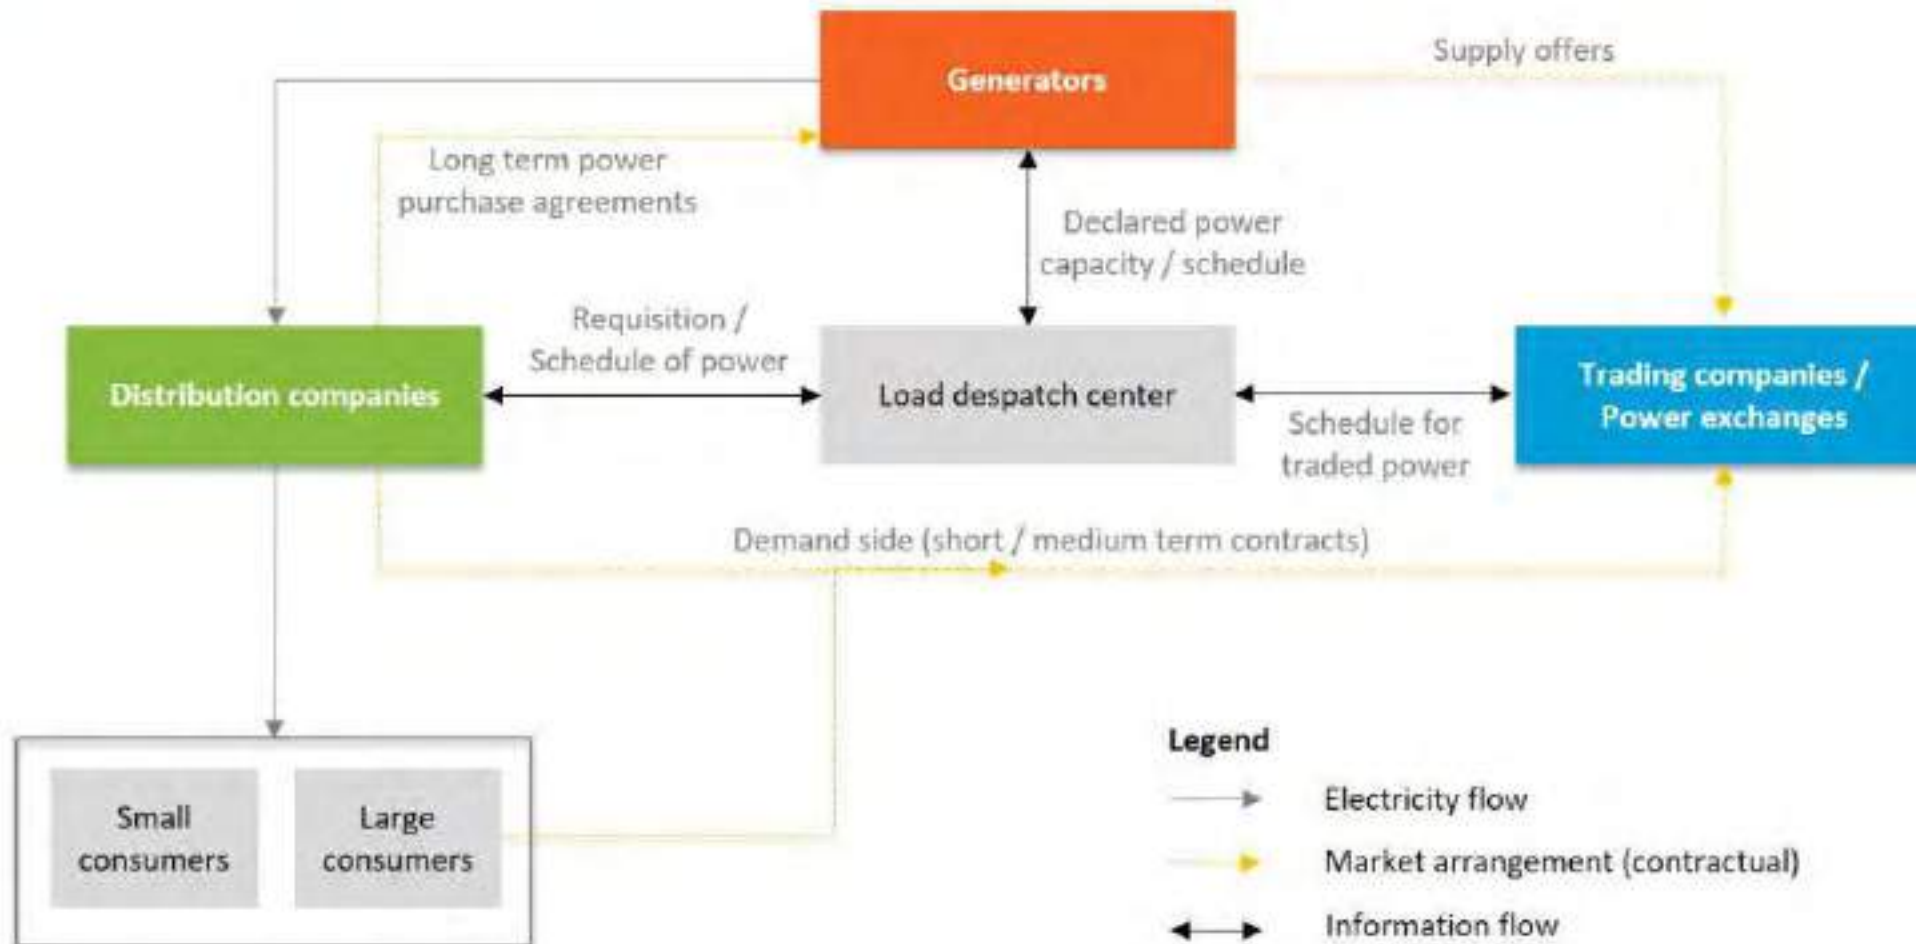 Generators
Supply offers
Long term power
purchase agreements
Declared power
capacity / schedule
Requisition /
Schedule of power
Distribution companies
Load despatch center
Trading companies /
Power exchanges
Schedule for
traded power
Demand side (short / medium term contracts)
Small
consumers
Large
consumers
Legend
Electricity flow
Market arrangement (contractual)
Information flow